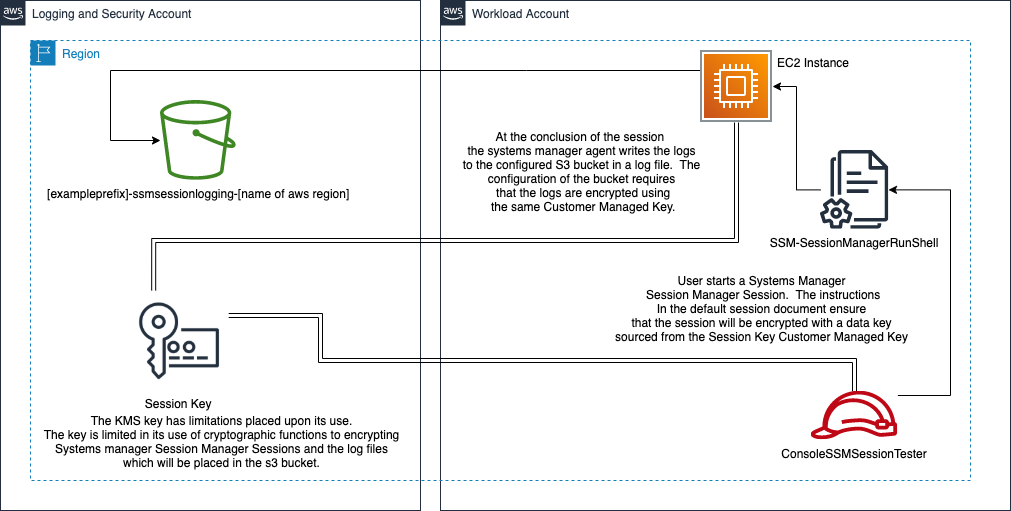 aws
Logging and Security Account
aws
Workload Account
Region
EC2 Instance
At the conclusion of the session
the systems manager agent writes the logs
to the configured S3 bucket in a log file.  The
configuration of the bucket requires
that the logs are encrypted using
the same Customer Managed Key.
[exampleprefix]-ssmsessionlogging-[name of aws region]
SSM-SessionManagerRunShell
User starts a Systems Manager
Session Manager Session.  The instructions
In the default session document ensure
that the session will be encrypted with a data key
sourced from the Session Key Customer Managed Key
Session Key
The KMS key has limitations placed upon its use.
The key is limited in its use of cryptographic functions to encrypting
Systems manager Session Manager Sessions and the log files
which will be placed in the s3 bucket.
ConsoleSSMSessionTester